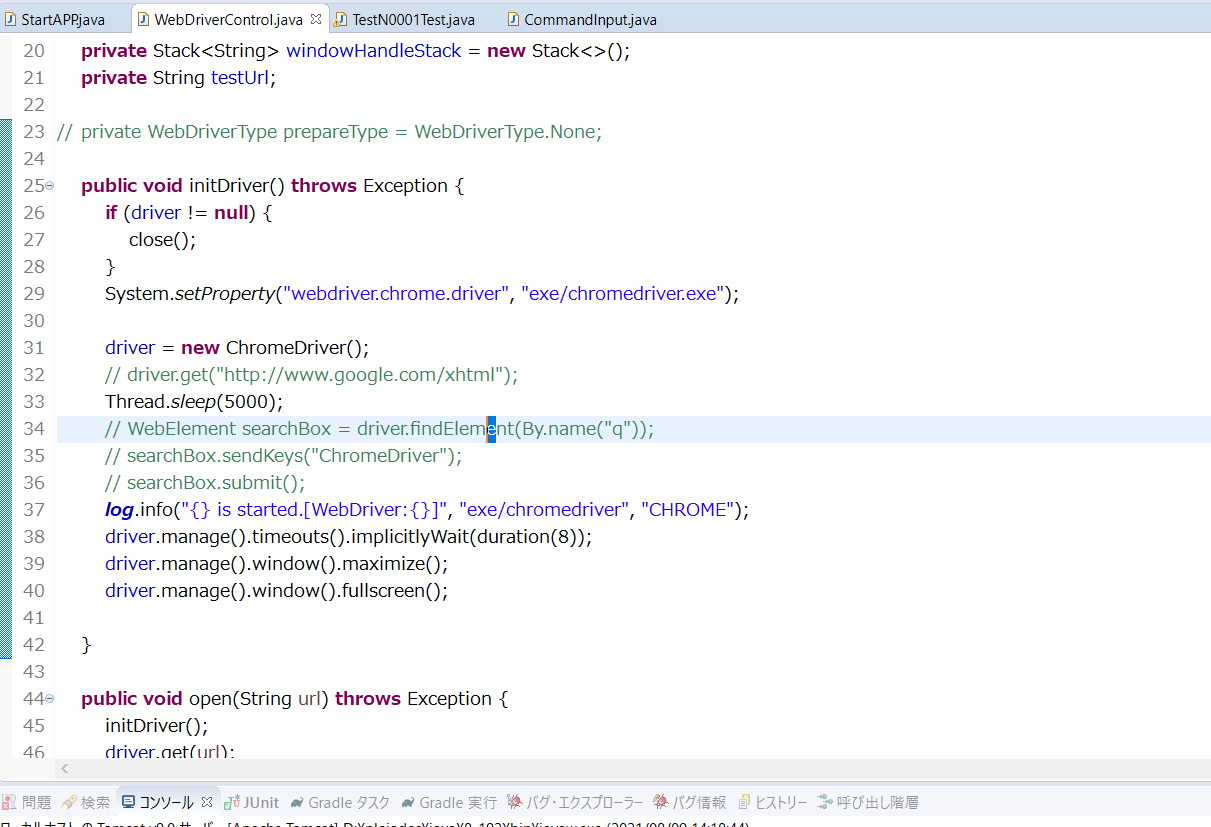 StartAPP.java WebDriverControl.java TestN0001Test.java CommandInput.java
20 private Stack<String> windowHandleStack = new Stack<>();
21 private String testUrl;
22
23 // private WebDriverType prepareType = WebDriverType.None;
24
25 public void initDriver() throws Exception {
26 if (driver != null) {
27 close();
28 }
29 System.setProperty("webdriver.chrome.driver", "exe/chromedriver.exe");
30
31 driver = new ChromeDriver();
32 // driver.get("http://www.google.com/xhtml");
33 Thread.sleep(5000);
34 // WebElement searchBox = driver.findElement(By.name("q"));
35 // searchBox.sendKeys("ChromeDriver");
36 // searchBox.submit();
37 log.info("{} is started.[WebDriver:{}]", "exe/chromedriver", "CHROME");
38 driver.manage().timeouts().implicitlyWait(duration(8));
39 driver.manage().window().maximize();
40 driver.manage().window().fullscreen();
41
42 }
43
44 public void open(String url) throws Exception {
45 initDriver();
46 driver.get(url);
問題 検索 コンソール JUnit Gradle タスク Gradle 実行 バグ・エクスプローラー バグ情報 ヒストリー 呼び出し階層